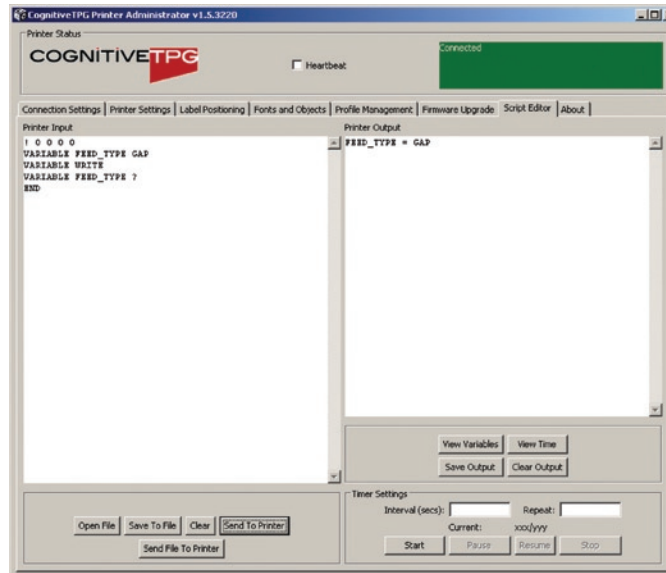 CognitiveTPG Printer Administrator v1.5.3220
Printer Status
COGNITIVETPG
Heartbeat
Connected
Connection Settings Printer Settings Label Positioning Fonts and Objects Profile Management Firmware Upgrade Script Editor About
Printer Input
! 0 0 0 0
VARIABLE FEED_TYPE GAP
VARIABLE WRITE
VARIABLE FEED_TYPE ?
END
Printer Output
FEED_TYPE = GAP
View Variables View Time
Save Output Clear Output
Open File Save To File Clear Send To Printer
Send File To Printer
Timer Settings
Interval (secs): Repeat:
Current: xxx/yyy
Start Pause Resume Stop